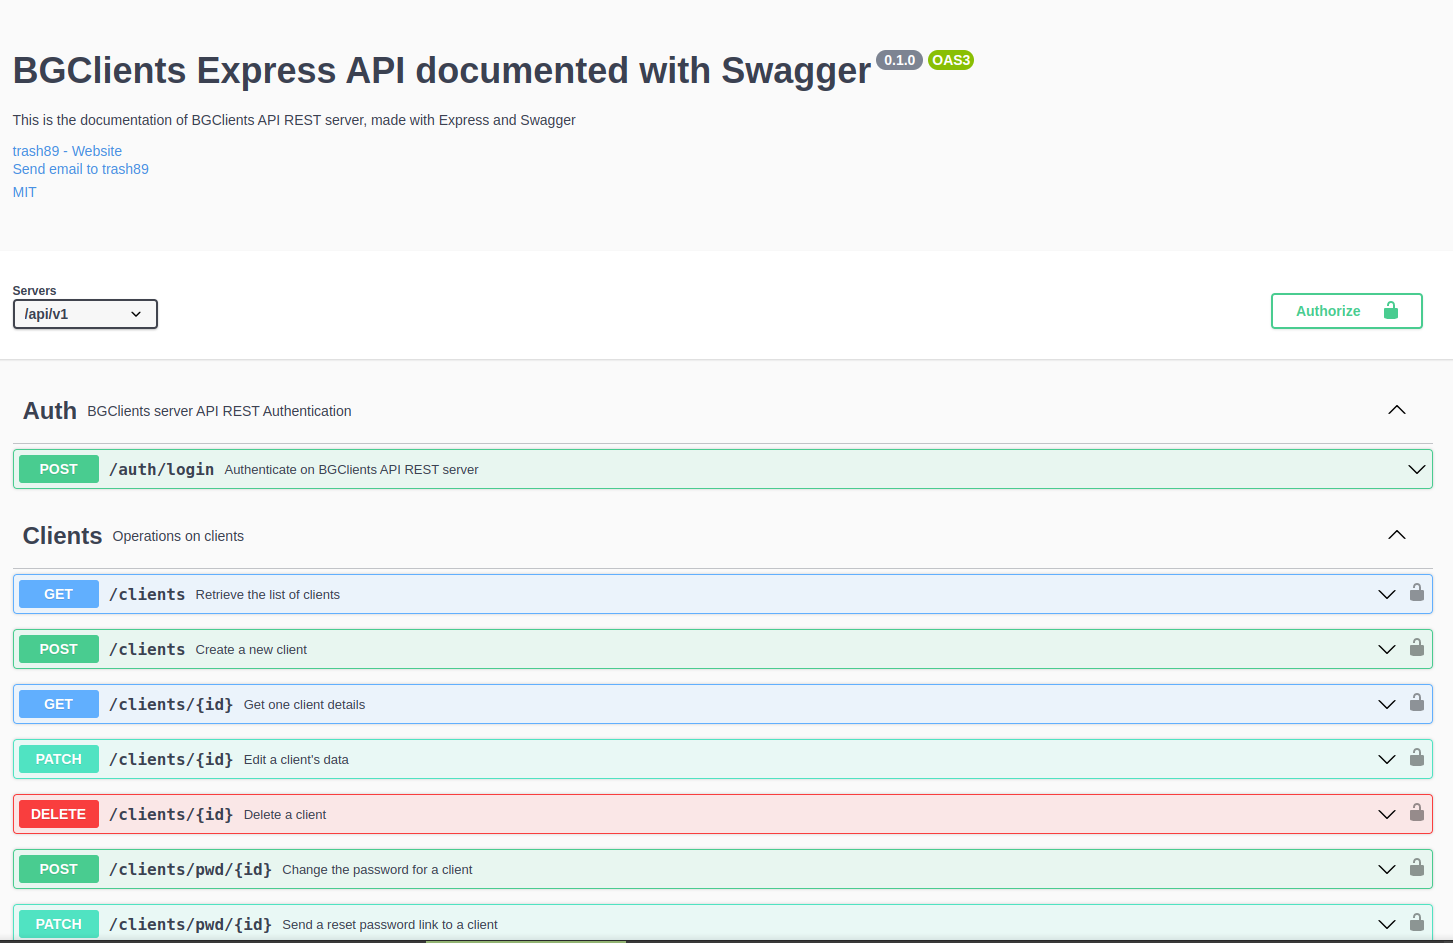 BGClients Express API documented with Swagger 0.1.0 OAS3
This is the documentation of BGClients API REST server, made with Express and Swagger
trash89 - Website
Send email to trash89
MIT
Servers
/api/v1
Authorize
Auth BGClients server API REST Authentication
POST /auth/login Authenticate on BGClients API REST server
Clients Operations on clients
GET /clients Retrieve the list of clients
POST /clients Create a new client
GET /clients/{id} Get one client details
PATCH /clients/{id} Edit a client's data
DELETE /clients/{id} Delete a client
POST /clients/pwd/{id} Change the password for a client
PATCH /clients/pwd/{id} Send a reset password link to a client